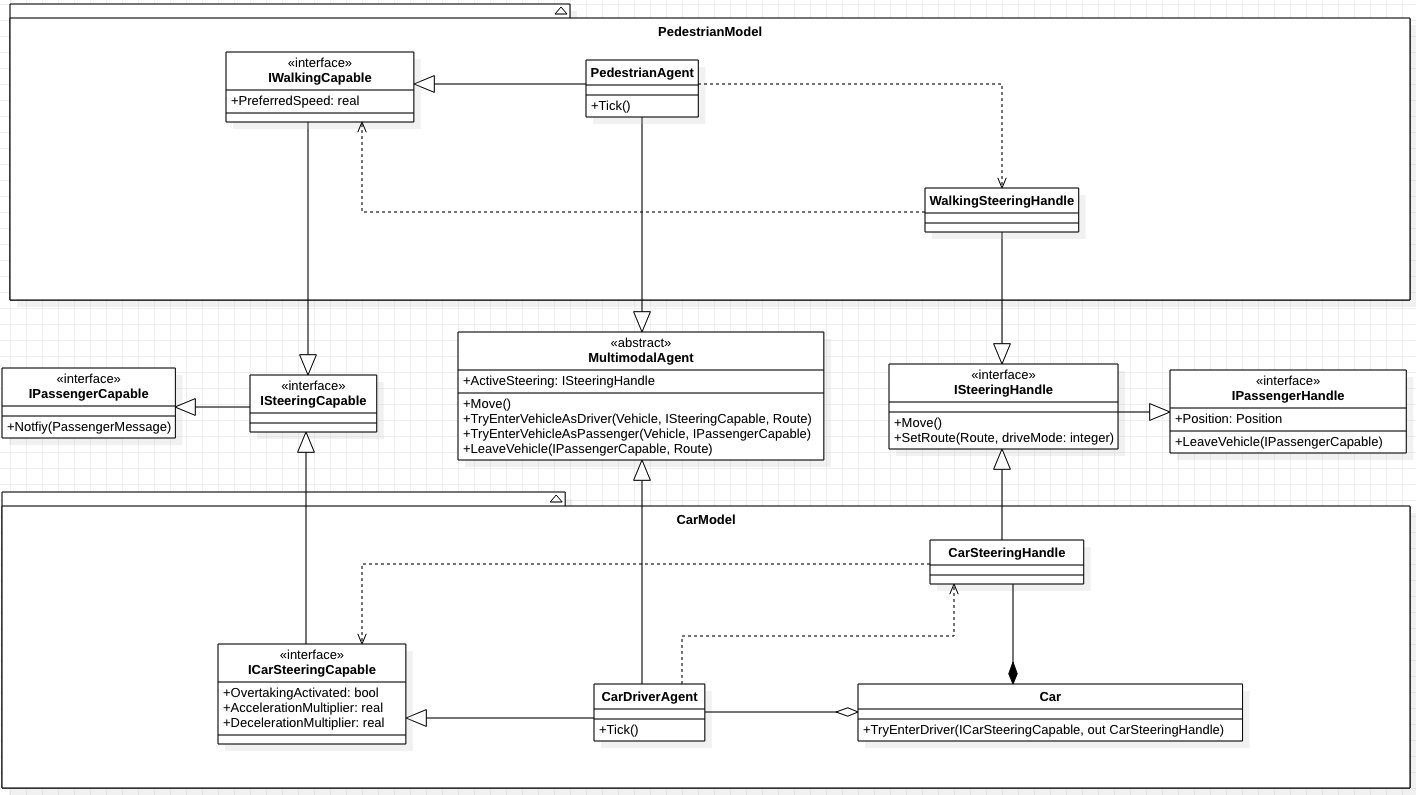 PedestrianModel
«interface»
IWalkingCapable
+PreferredSpeed: real
PedestrianAgent
+Tick()
WalkingSteeringHandle
«interface»
IPassengerCapable
+Notfiy(PassengerMessage)
«interface»
ISteeringCapable
«abstract»
MultimodalAgent
+ActiveSteering: ISteeringHandle
+Move()
+TryEnterVehicleAsDriver(Vehicle, ISteeringCapable, Route)
+TryEnterVehicleAsPassenger(Vehicle, IPassengerCapable)
+LeaveVehicle(IPassengerCapable, Route)
«interface»
ISteeringHandle
+Move()
+SetRoute(Route, driveMode: integer)
«interface»
IPassengerHandle
+Position: Position
+LeaveVehicle(IPassengerCapable)
CarModel
CarSteeringHandle
«interface»
ICarSteeringCapable
+OvertakingActivated: bool
+AccelerationMultiplier: real
+DecelerationMultiplier: real
CarDriverAgent
+Tick()
Car
+TryEnterDriver(ICarSteeringCapable, out CarSteeringHandle)